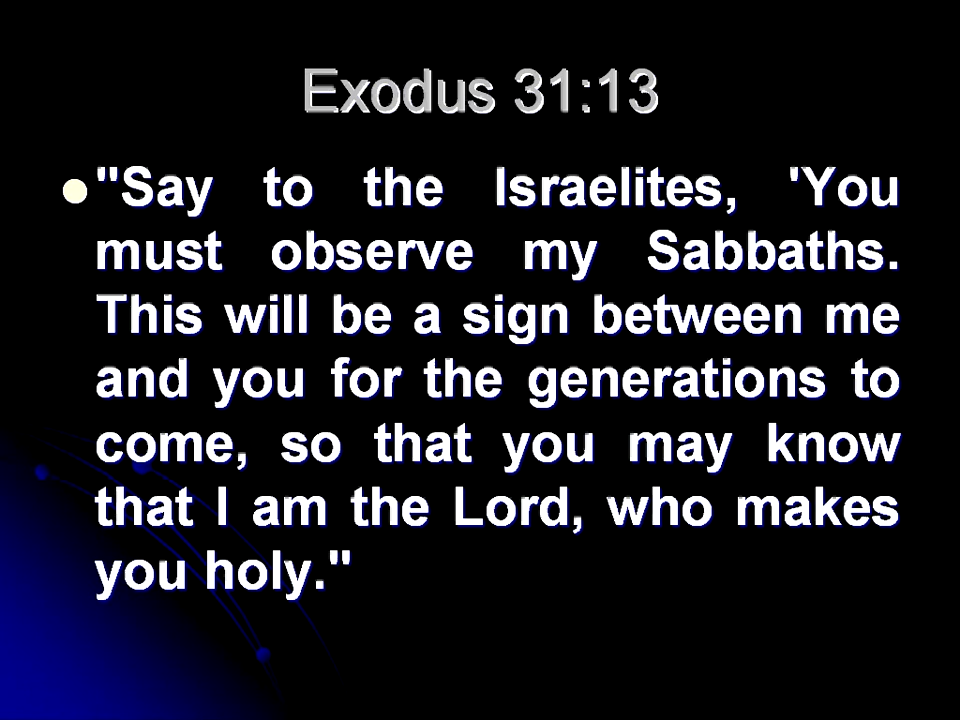 Exodus 31:13
● "Say to the Israelites, 'You
must observe my Sabbaths.
This will be a sign between me
and you for the generations to
come, so that you may know
that I am the Lord, who makes
you holy."